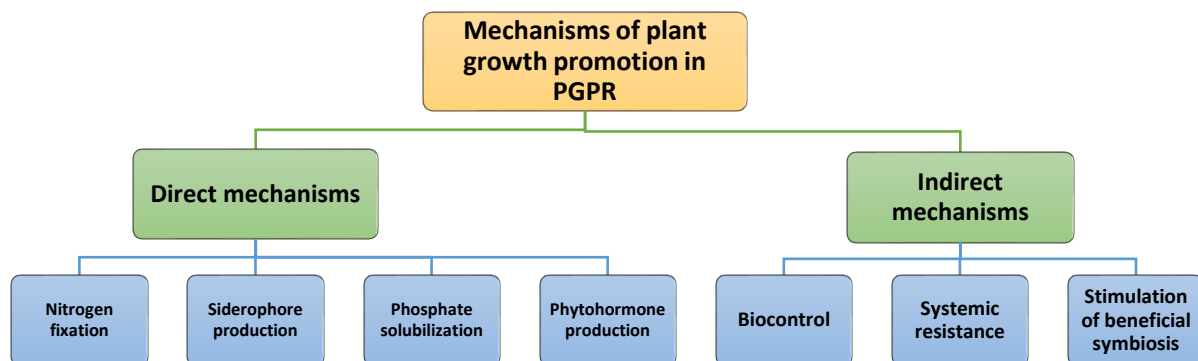 Mechanisms of plant
growth promotion in
PGPR
Direct mechanisms
Indirect
mechanisms
Nitrogen
fixation
Siderophore
production
Phosphate
solubilization
Phytohormone
production
Biocontrol
Systemic
resistance
Stimulation
of beneficial
symbiosis